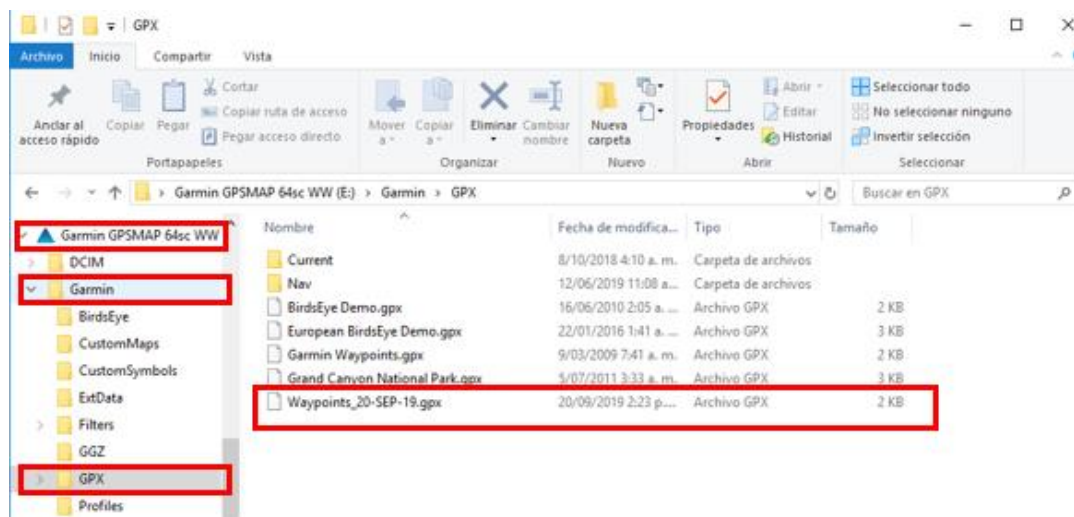 GPX
Archivo Inicio Compartir Vista
Anclar al acceso rápido
Copiar
Pegar
Cortar
Copiar ruta de acceso
Pegar acceso directo
Portapapeles
Mover a
Copiar a
Eliminar
Cambiar nombre
Organizar
Nueva carpeta
Nuevo
Propiedades
Abrir
Editar
Historial
Abrir
Seleccionar todo
No seleccionar ninguno
Invertir selección
Seleccionar
Garmin GPSMAP 64sc WW (E:) > Garmin > GPX
Buscar en GPX
Garmin GPSMAP 64sc WW
DCIM
Garmin
BirdsEye
CustomMaps
CustomSymbols
ExtData
Filters
GGZ
GPX
Profiles
Nombre Fecha de modifica... Tipo Tamaño
Current 8/10/2018 4:10 a. m. Carpeta de archivos
Nav 12/06/2019 11:08 a... Carpeta de archivos
BirdsEye Demo.gpx 16/06/2010 2:05 a. ... Archivo GPX 2 KB
European BirdsEye Demo.gpx 22/01/2016 1:41 a. ... Archivo GPX 3 KB
Garmin Waypoints.gpx 9/03/2009 7:41 a. m. Archivo GPX 2 KB
Grand Canyon National Park.gpx 5/07/2011 3:33 a. m. Archivo GPX 3 KB
Waypoints_20-SEP-19.gpx 20/09/2019 2:23 p.... Archivo GPX 2 KB